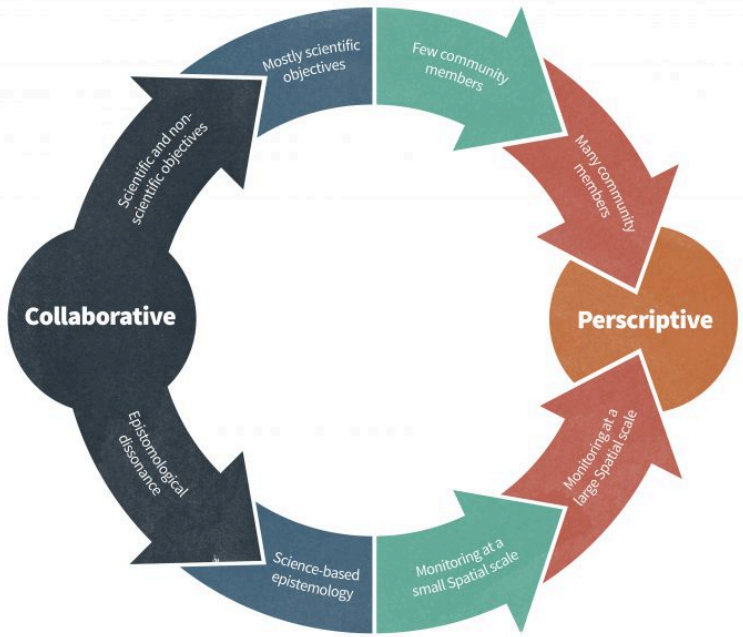 Mostly scientific
objectives
Few community
members
Scientific and non-
scientific objectives
Many community
members
Collaborative
Perscriptive
Epistomological
dissonance
Monitoring at a
large Spatial scale
Science-based
epistemology
Monitoring at a
small Spatial scale